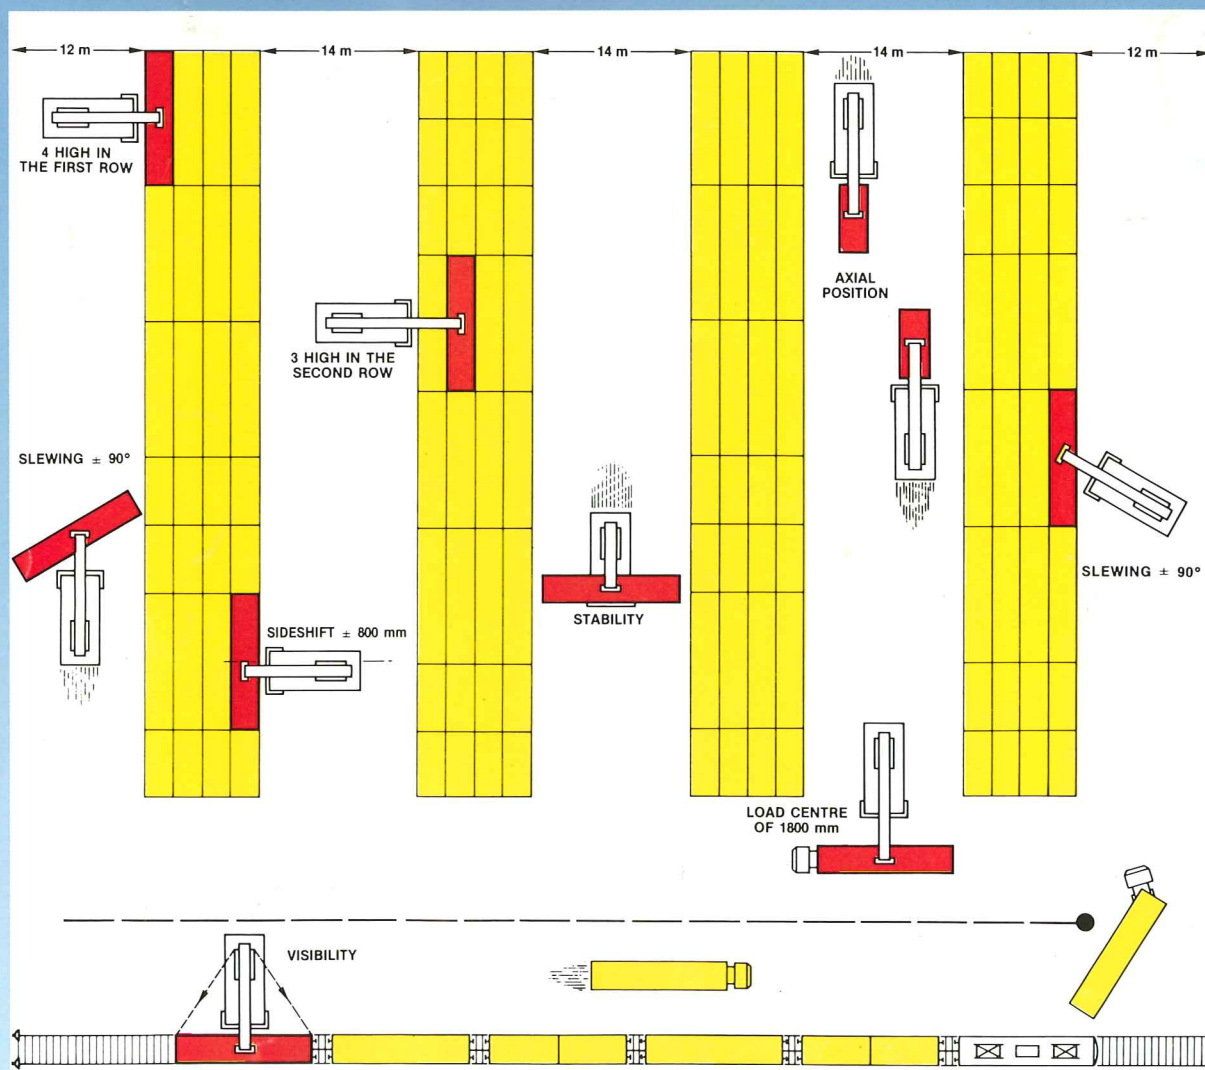 12 m
14 m
14 m
14 m
12 m
4 HIGH IN
THE FIRST ROW
AXIAL
POSITION
3 HIGH IN THE
SECOND ROW
SLEWING ± 90°
SLEWING ± 90°
STABILITY
SIDESHIFT ± 800 mm
LOAD CENTRE
OF 1800 mm
VISIBILITY